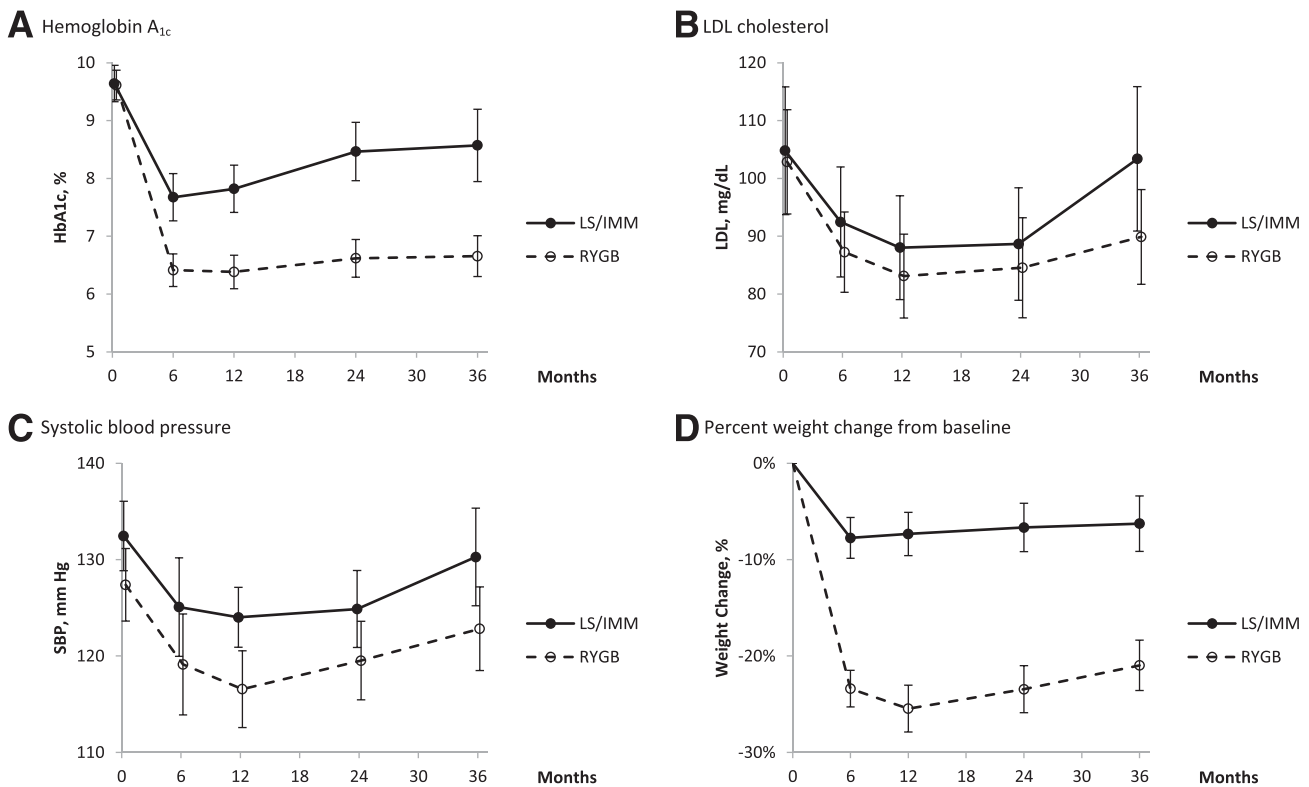 A Hemoglobin A1c
10
9
8
7
6
5
HbA1c, %
0 6 12 18 24 30 36 Months
LS/IMM
RYGB
B LDL cholesterol
120
110
100
90
80
70
LDL, mg/dL
0 6 12 18 24 30 36 Months
LS/IMM
RYGB
C Systolic blood pressure
140
130
120
110
SBP, mm Hg
0 6 12 18 24 30 36 Months
LS/IMM
RYGB
D Percent weight change from baseline
0%
-10%
-20%
-30%
Weight Change, %
0 6 12 18 24 30 36 Months
LS/IMM
RYGB